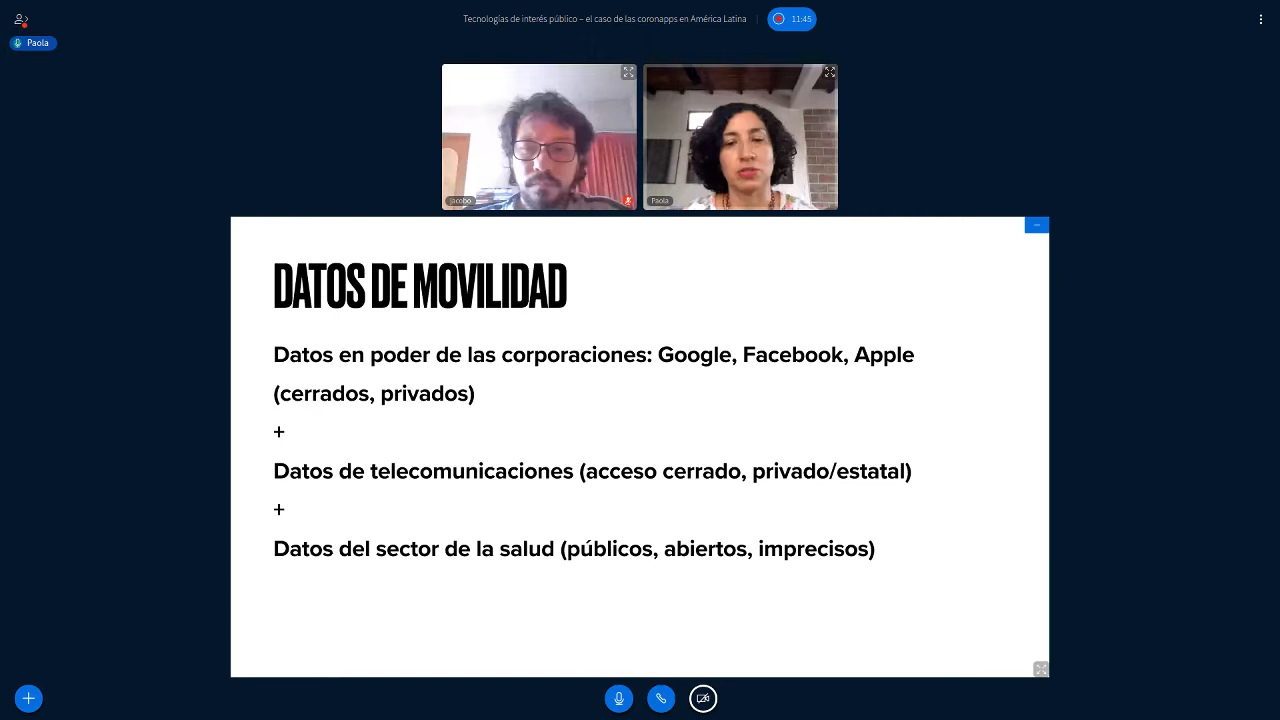 Tecnologías de interés público – el caso de las coronapps en América Latina
11:45
Paola
jacobo
Paola
DATOS DE MOVILIDAD
Datos en poder de las corporaciones: Google, Facebook, Apple
(cerrados, privados)
+
Datos de telecomunicaciones (acceso cerrado, privado/estatal)
+
Datos del sector de la salud (públicos, abiertos, imprecisos)